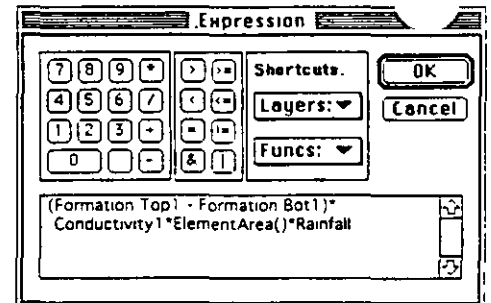 .Expression
7 8 9 * > >= Shortcuts. OK
4 5 6 / < <= Layers: Cancel
1 2 3 + = != Funcs:
0 - & |
(Formation Top1 - Formation Bot1)*
Conductivity1*ElementArea()*Rainfall